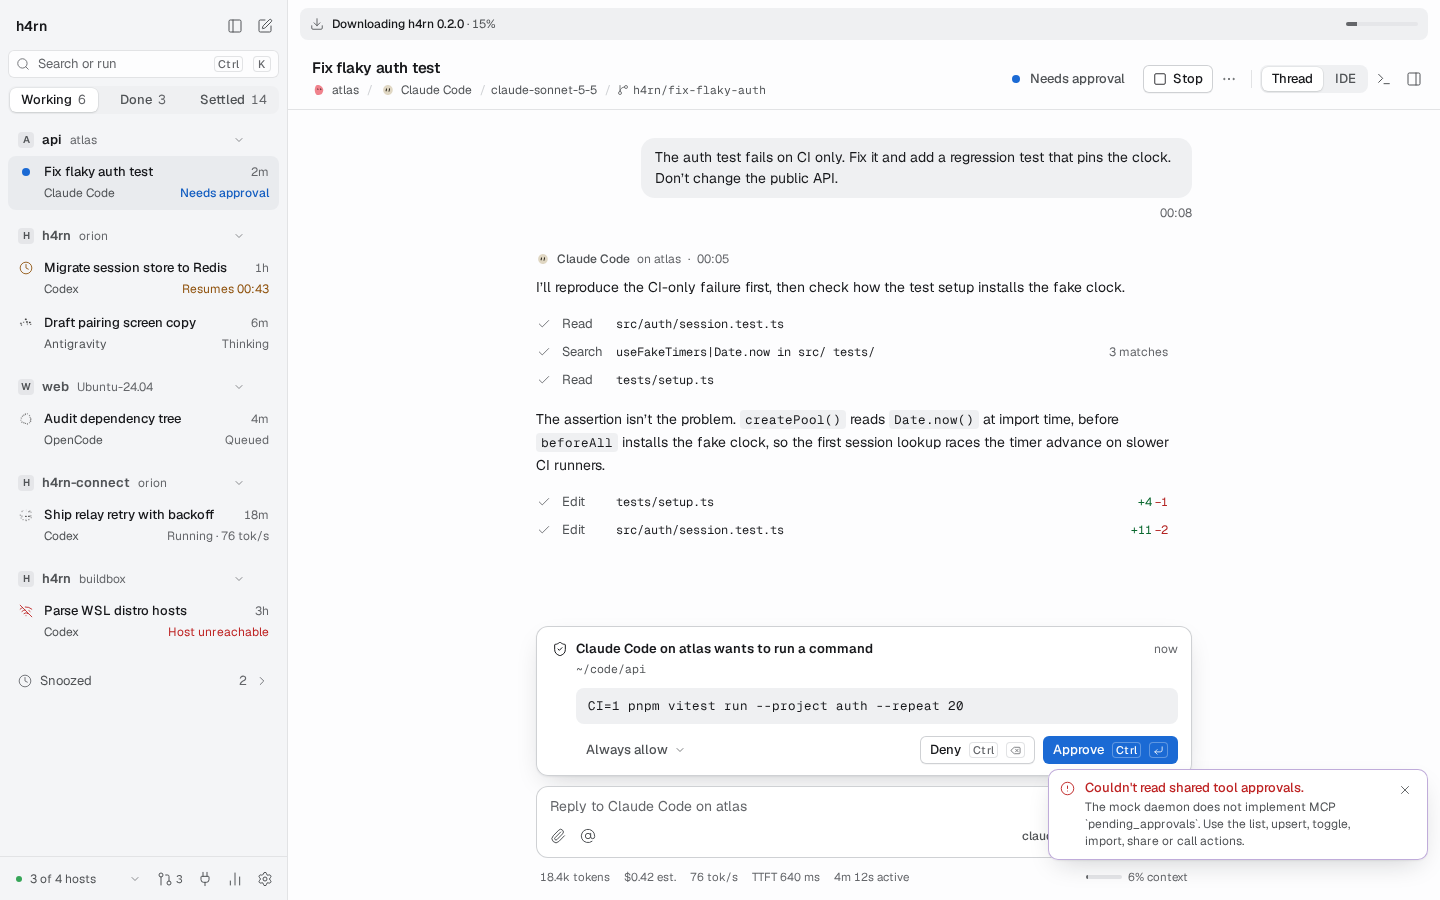 h4rn
Search or run Ctrl K
Working 6 Done 3 Settled 14
A api atlas
Fix flaky auth test 2m
Claude Code Needs approval
H h4rn orion
Migrate session store to Redis 1h
Codex Resumes 00:43
Draft pairing screen copy 6m
Antigravity Thinking
W web Ubuntu-24.04
Audit dependency tree 4m
OpenCode Queued
H h4rn-connect orion
Ship relay retry with backoff 18m
Codex Running · 76 tok/s
H h4rn buildbox
Parse WSL distro hosts 3h
Codex Host unreachable
Snoozed 2
3 of 4 hosts 3
Downloading h4rn 0.2.0 · 15%
Fix flaky auth test
atlas / Claude Code / claude-sonnet-5-5 / h4rn/fix-flaky-auth
Needs approval Stop Thread IDE
The auth test fails on CI only. Fix it and add a regression test that pins the clock.
Don’t change the public API.
00:08
Claude Code on atlas · 00:05
I’ll reproduce the CI-only failure first, then check how the test setup installs the fake clock.
Read src/auth/session.test.ts
Search useFakeTimers|Date.now in src/ tests/ 3 matches
Read tests/setup.ts
The assertion isn’t the problem. createPool() reads Date.now() at import time, before
beforeAll installs the fake clock, so the first session lookup races the timer advance on slower
CI runners.
Edit tests/setup.ts +4 −1
Edit src/auth/session.test.ts +11 −2
Claude Code on atlas wants to run a command now
~/code/api
CI=1 pnpm vitest run --project auth --repeat 20
Always allow Deny Ctrl Approve Ctrl
Reply to Claude Code on atlas
Couldn't read shared tool approvals.
The mock daemon does not implement MCP
`pending_approvals`. Use the list, upsert, toggle,
import, share or call actions.
18.4k tokens $0.42 est. 76 tok/s TTFT 640 ms 4m 12s active 6% context